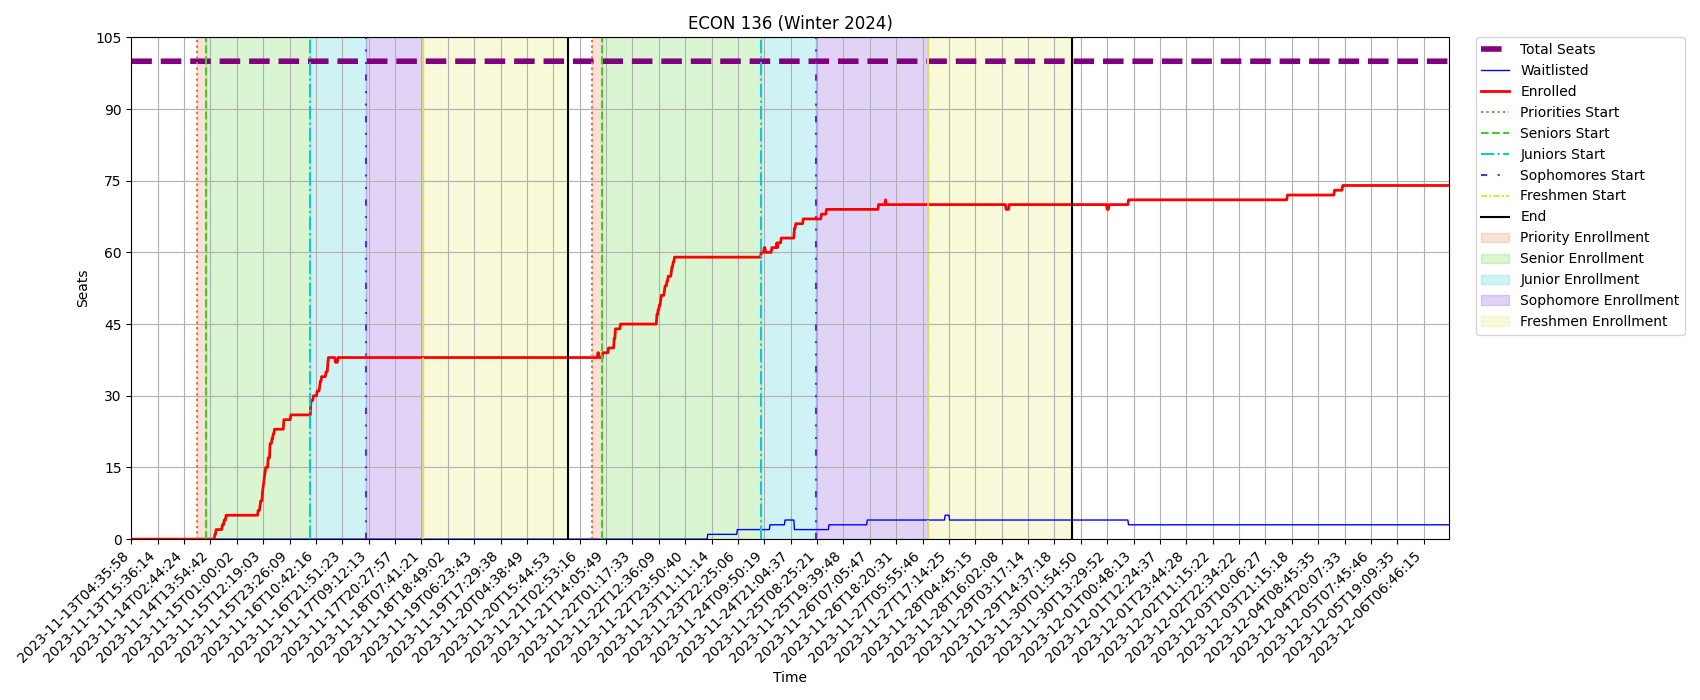 ECON 136 (Winter 2024)
105
90
75
60
45
30
15
0
Seats
2023-11-13T04:35:58
2023-11-13T15:36:14
2023-11-14T02:44:24
2023-11-14T13:54:42
2023-11-15T01:00:02
2023-11-15T12:19:03
2023-11-15T23:26:09
2023-11-16T10:42:16
2023-11-16T21:51:23
2023-11-17T09:12:13
2023-11-17T20:27:57
2023-11-18T07:41:21
2023-11-18T18:49:02
2023-11-19T06:23:43
2023-11-19T17:29:38
2023-11-20T04:38:49
2023-11-20T15:44:53
2023-11-21T02:53:16
2023-11-21T14:05:49
2023-11-22T01:17:33
2023-11-22T12:36:09
2023-11-22T23:50:40
2023-11-23T11:11:14
2023-11-23T22:25:06
2023-11-24T09:50:19
2023-11-24T21:04:37
2023-11-25T08:25:21
2023-11-25T19:39:48
2023-11-26T07:05:47
2023-11-26T18:20:31
2023-11-27T05:55:46
2023-11-27T17:14:25
2023-11-28T04:45:15
2023-11-28T16:02:08
2023-11-29T03:17:14
2023-11-29T14:37:18
2023-11-30T01:54:50
2023-11-30T13:29:52
2023-12-01T00:48:13
2023-12-01T12:24:37
2023-12-01T23:44:28
2023-12-02T11:15:22
2023-12-02T22:34:22
2023-12-03T10:06:27
2023-12-03T21:15:18
2023-12-04T08:45:35
2023-12-04T20:07:33
2023-12-05T07:45:46
2023-12-05T19:09:35
2023-12-06T06:46:15
Time
Total Seats
Waitlisted
Enrolled
Priorities Start
Seniors Start
Juniors Start
Sophomores Start
Freshmen Start
End
Priority Enrollment
Senior Enrollment
Junior Enrollment
Sophomore Enrollment
Freshmen Enrollment